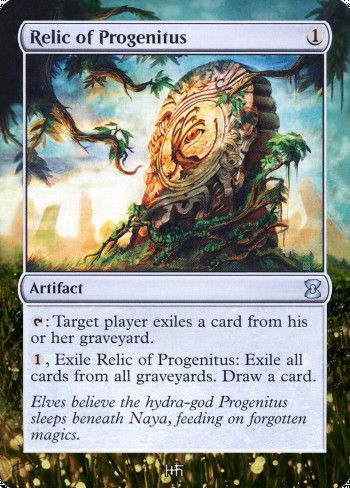 Relic of Progenitus 1
Artifact
: Target player exiles a card from his
or her graveyard.
1, Exile Relic of Progenitus: Exile all
cards from all graveyards. Draw a card.
Elves believe the hydra-god Progenitus
sleeps beneath Naya, feeding on forgotten
magics.